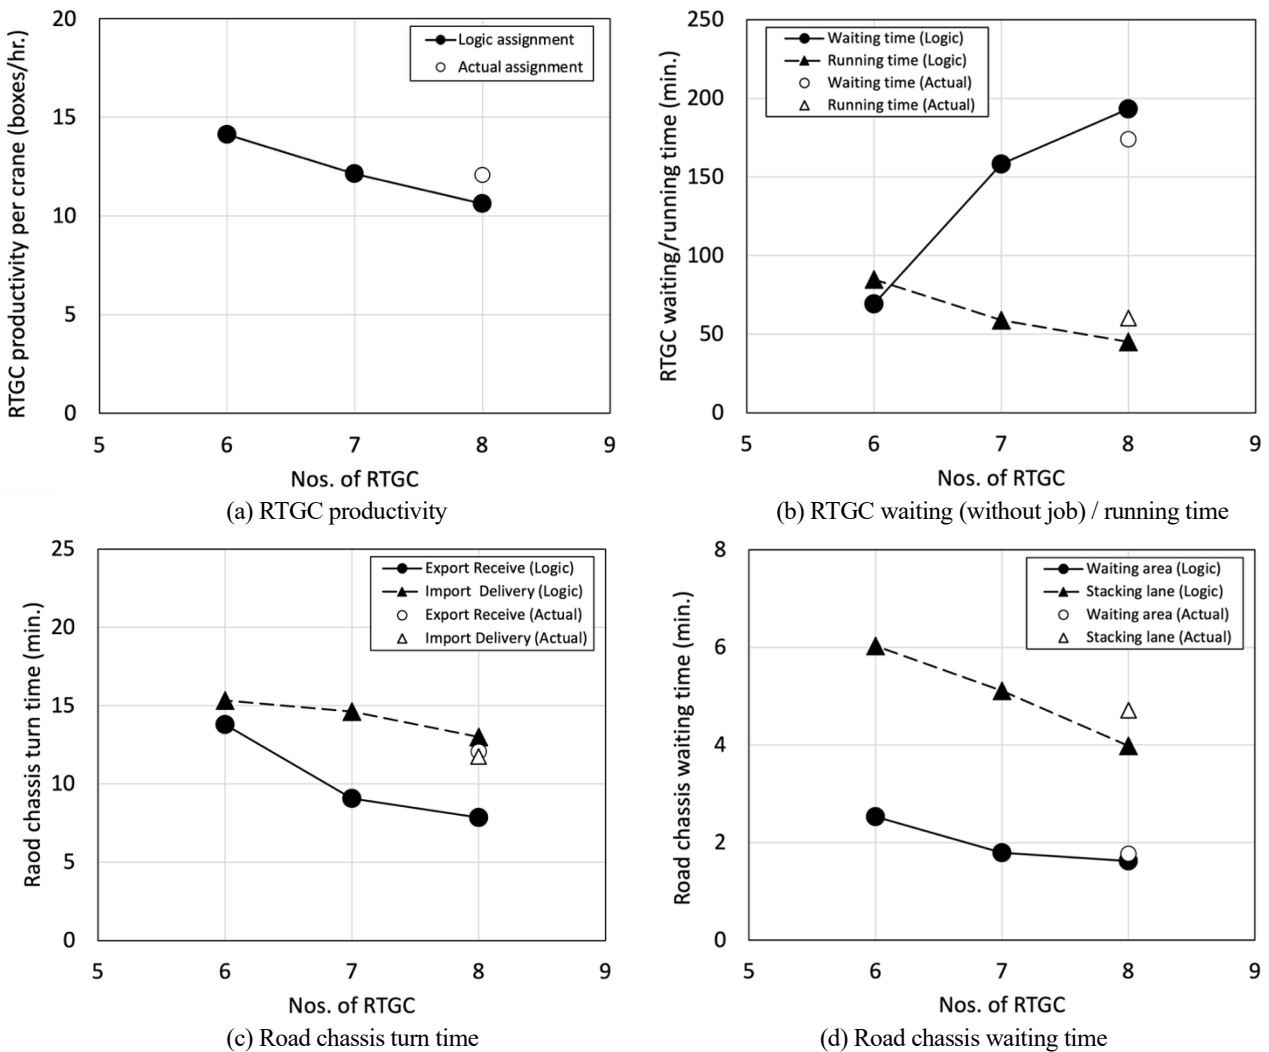 RTGC productivity per crane (boxes/hr.)
20
15
10
5
0
Logic assignment
Actual assignment
5 6 7 8 9
Nos. of RTGC
(a) RTGC productivity
RTGC waiting/running time (min.)
250
200
150
100
50
0
Waiting time (Logic)
Running time (Logic)
Waiting time (Actual)
Running time (Actual)
5 6 7 8 9
Nos. of RTGC
(b) RTGC waiting (without job) / running time
Raod chassis turn time (min.)
25
20
15
10
5
0
Export Receive (Logic)
Import Delivery (Logic)
Export Receive (Actual)
Import Delivery (Actual)
5 6 7 8 9
Nos. of RTGC
(c) Road chassis turn time
Road chassis waiting time (min.)
8
6
4
2
0
Waiting area (Logic)
Stacking lane (Logic)
Waiting area (Actual)
Stacking lane (Actual)
5 6 7 8 9
Nos. of RTGC
(d) Road chassis waiting time